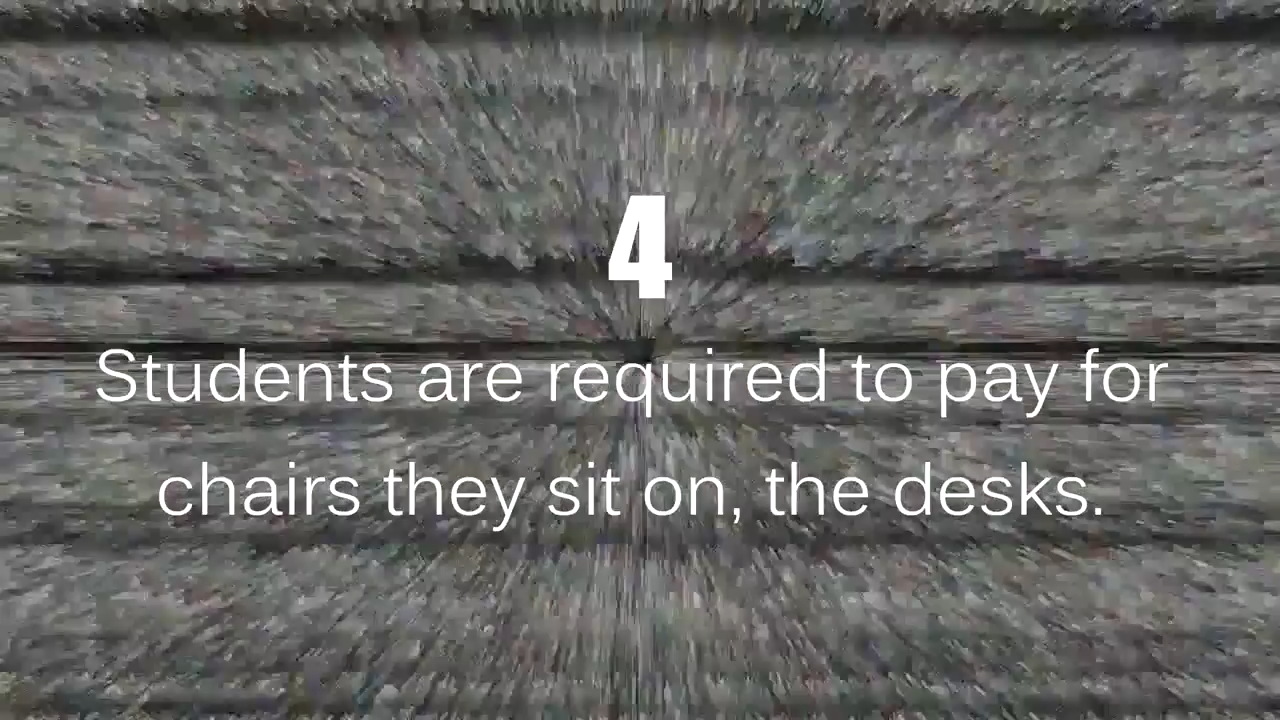 4
Students are required to pay for
chairs they sit on, the desks.